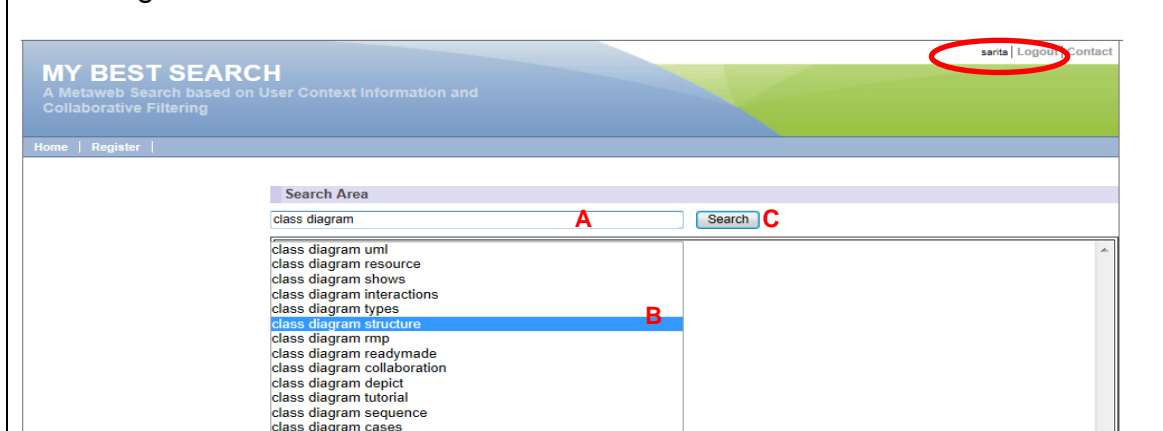 sarita | Logout | Contact
MY BEST SEARCH
A Metaweb Search based on User Context Information and
Collaborative Filtering
Home | Register |
Search Area
class diagram A Search C
class diagram uml
class diagram resource
class diagram shows
class diagram interactions
class diagram types
class diagram structure B
class diagram rmp
class diagram readymade
class diagram collaboration
class diagram depict
class diagram tutorial
class diagram sequence
class diagram cases